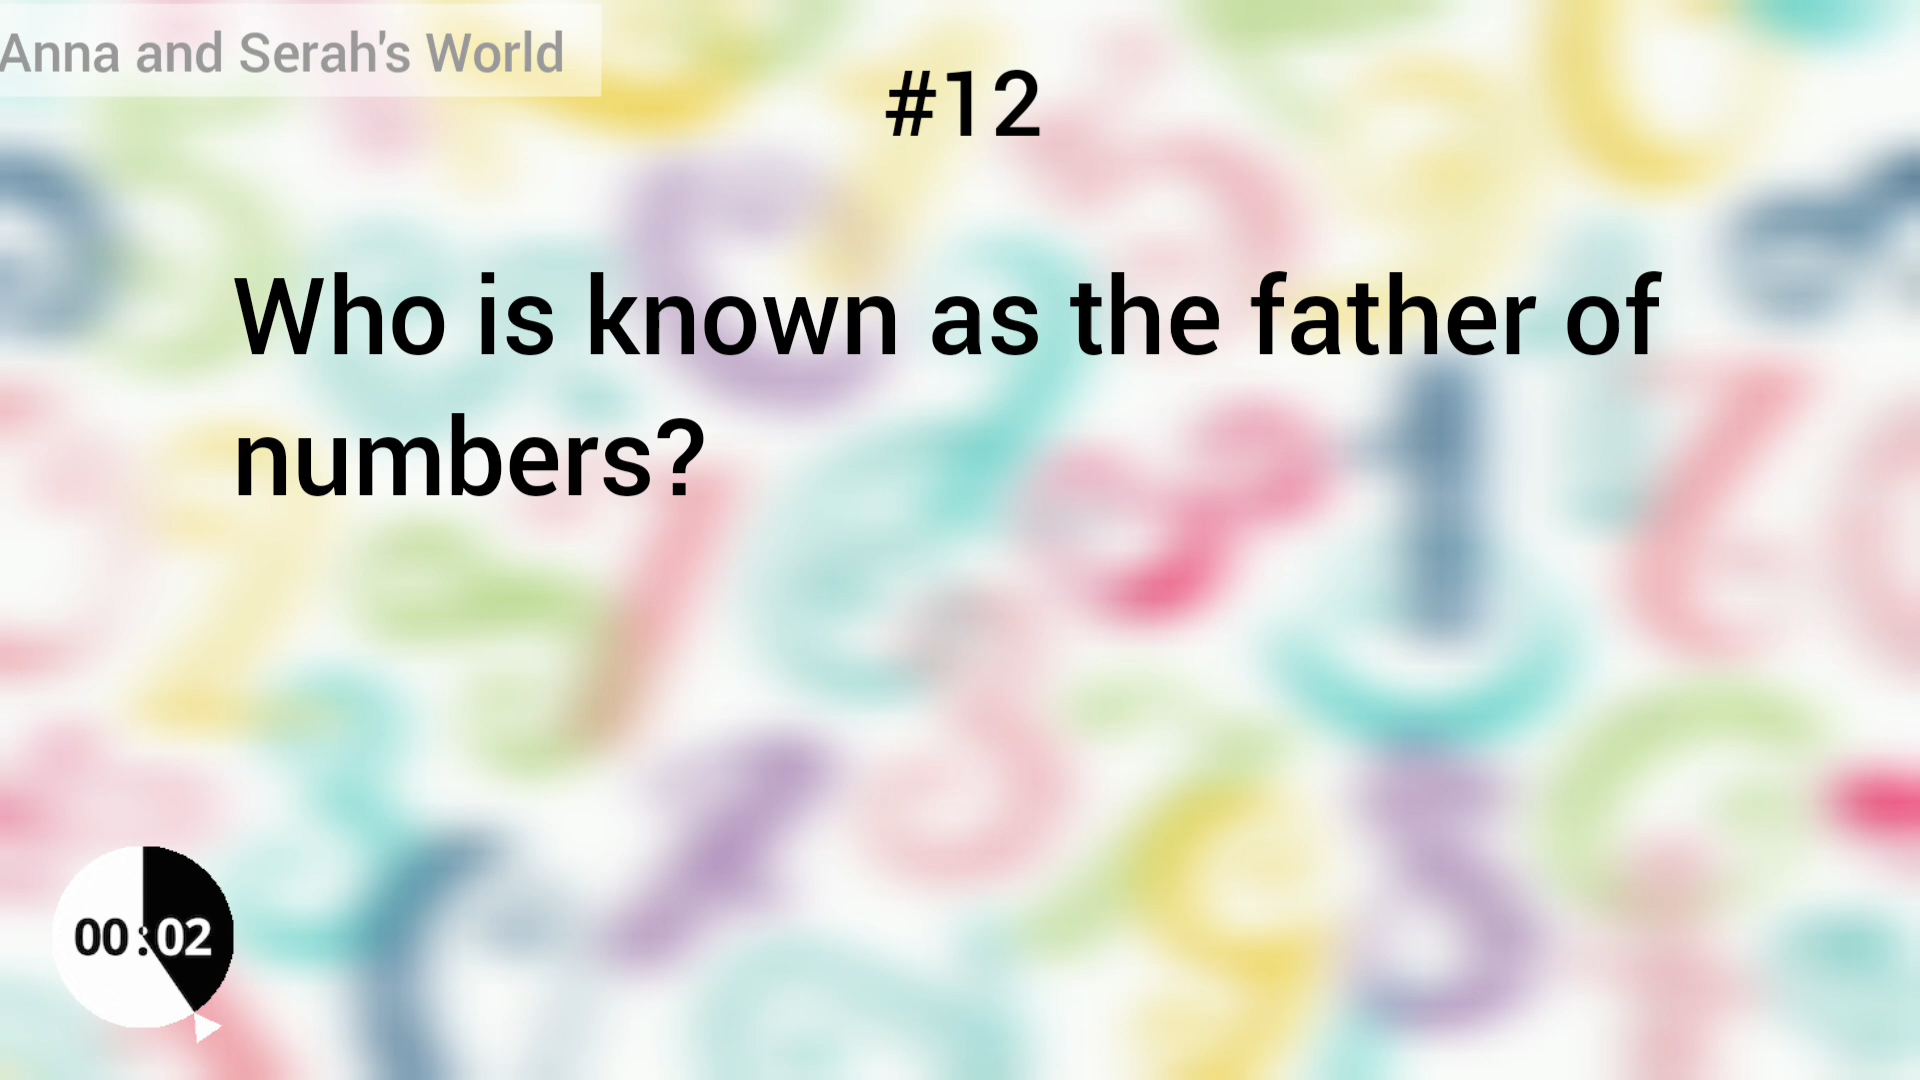 Anna and Serah's World
#12
Who is known as the father of
numbers?
00:02